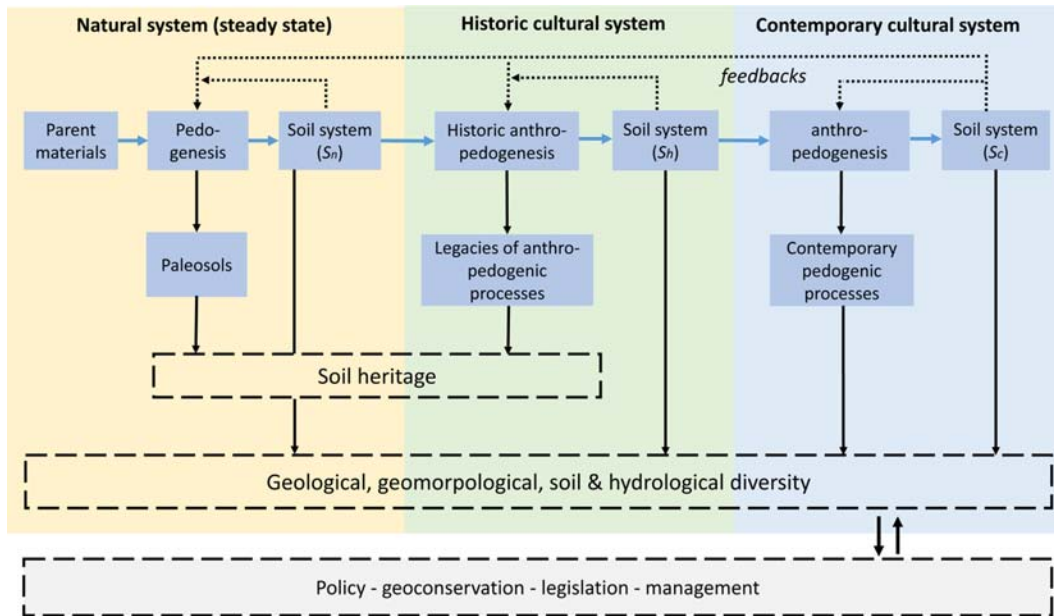 Natural system (steady state)
Historic cultural system
Contemporary cultural system
feedbacks
Parent
materials
Pedo-
genesis
Soil system
(Sn)
Historic anthro-
pedogenesis
Soil system
(Sh)
anthro-
pedogenesis
Soil system
(Sc)
Paleosols
Legacies of anthro-
pedogenic
processes
Contemporary
pedogenic
processes
Soil heritage
Geological, geomorpological, soil & hydrological diversity
Policy - geoconservation - legislation - management